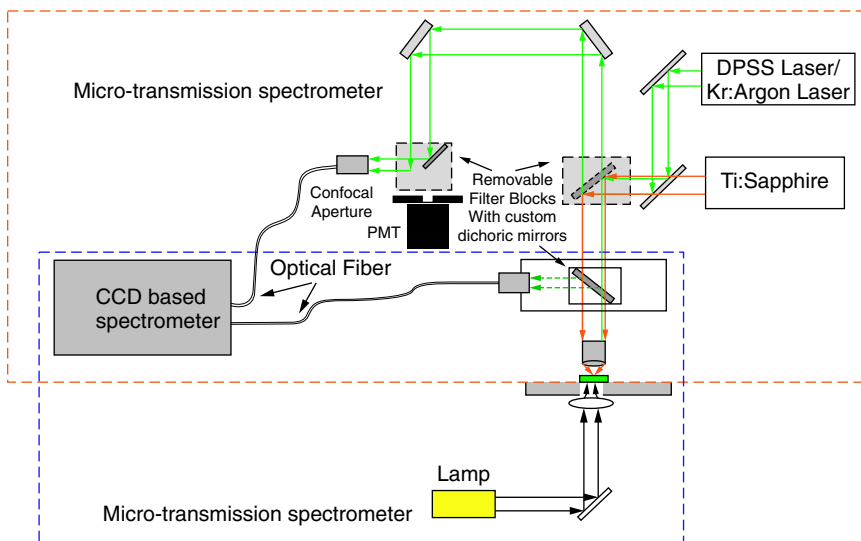 DPSS Laser/
Kr:Argon Laser
Micro-transmission spectrometer
Ti:Sapphire
Removable
Filter Blocks
With custom
dichoric mirrors
Confocal
Aperture
PMT
Optical Fiber
CCD based
spectrometer
Lamp
Micro-transmission spectrometer